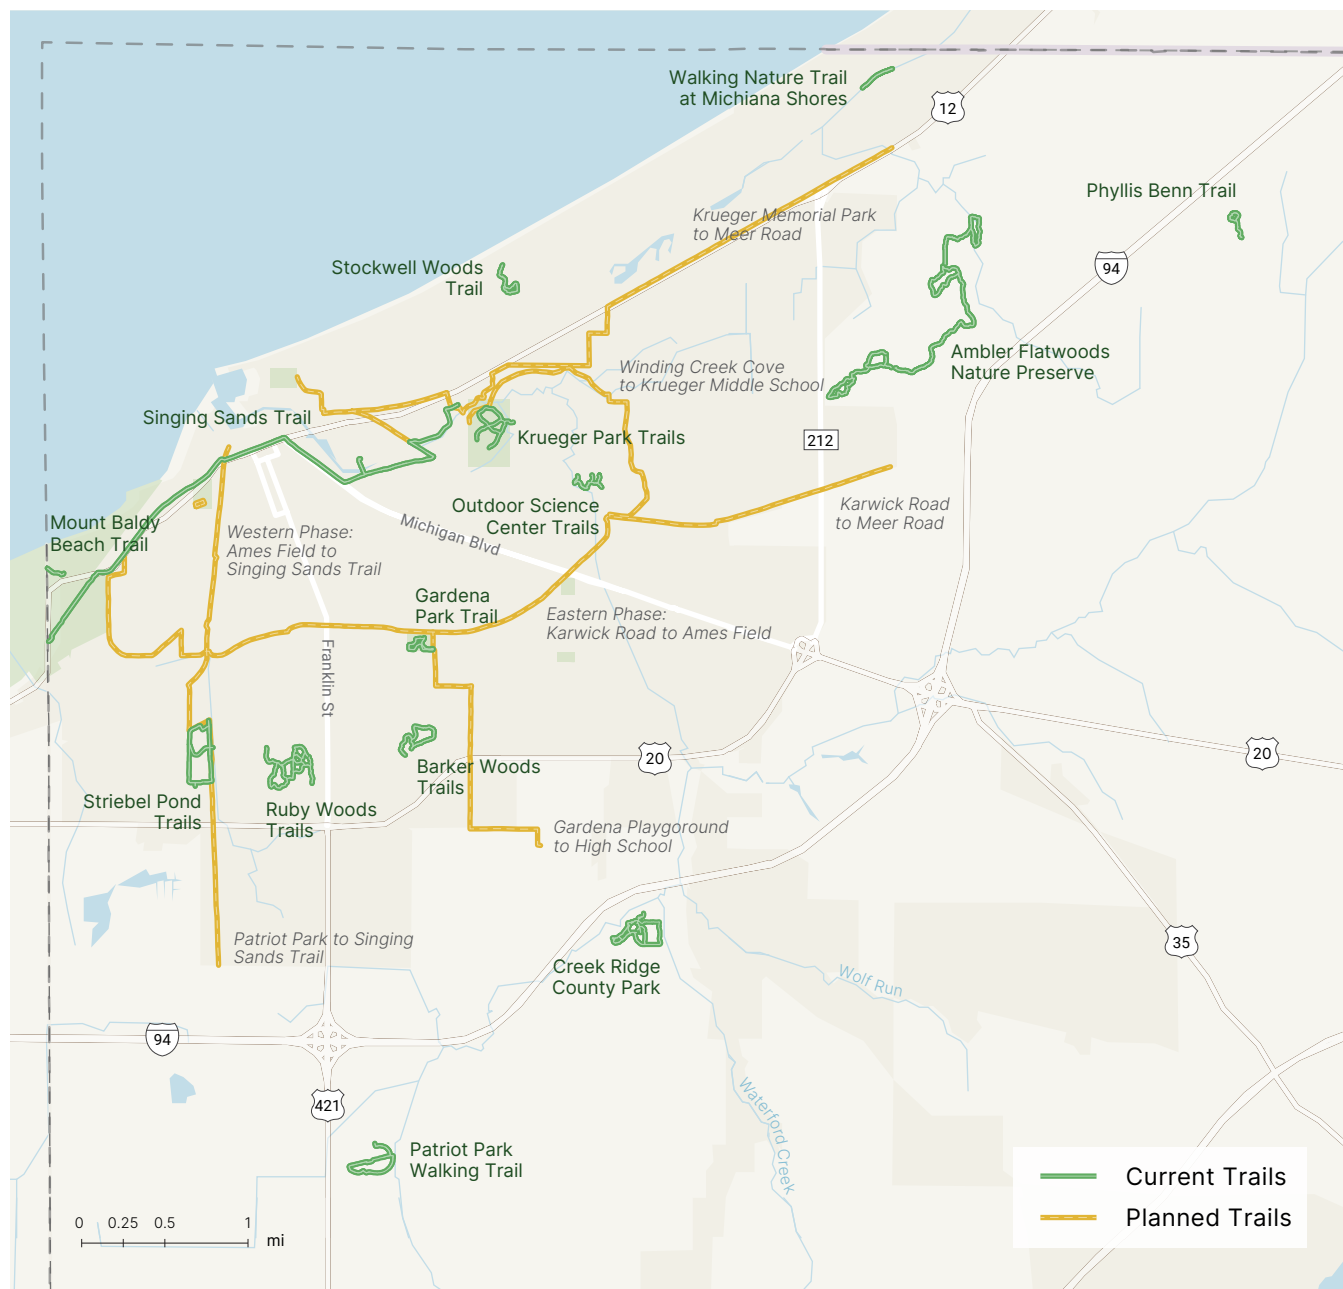 Walking Nature Trail
at Michiana Shores
12
Phyllis Benn Trail
Krueger Memorial Park
to Meer Road
Stockwell Woods
Trail
94
Ambler Flatwoods
Nature Preserve
Winding Creek Cove
to Krueger Middle School
Singing Sands Trail
Krueger Park Trails
212
Outdoor Science
Center Trails
Karwick Road
to Meer Road
Mount Baldy
Beach Trail
Western Phase:
Ames Field to
Singing Sands Trail
Michigan Blvd
Gardena
Park Trail
Eastern Phase:
Karwick Road to Ames Field
Franklin St
20
20
Barker Woods
Trails
Striebel Pond
Trails
Ruby Woods
Trails
Gardena Playgoround
to High School
Patriot Park to Singing
Sands Trail
35
Creek Ridge
County Park
Wolf Run
94
421
Waterford Creek
Patriot Park
Walking Trail
Current Trails
Planned Trails
0 0.25 0.5 1
mi